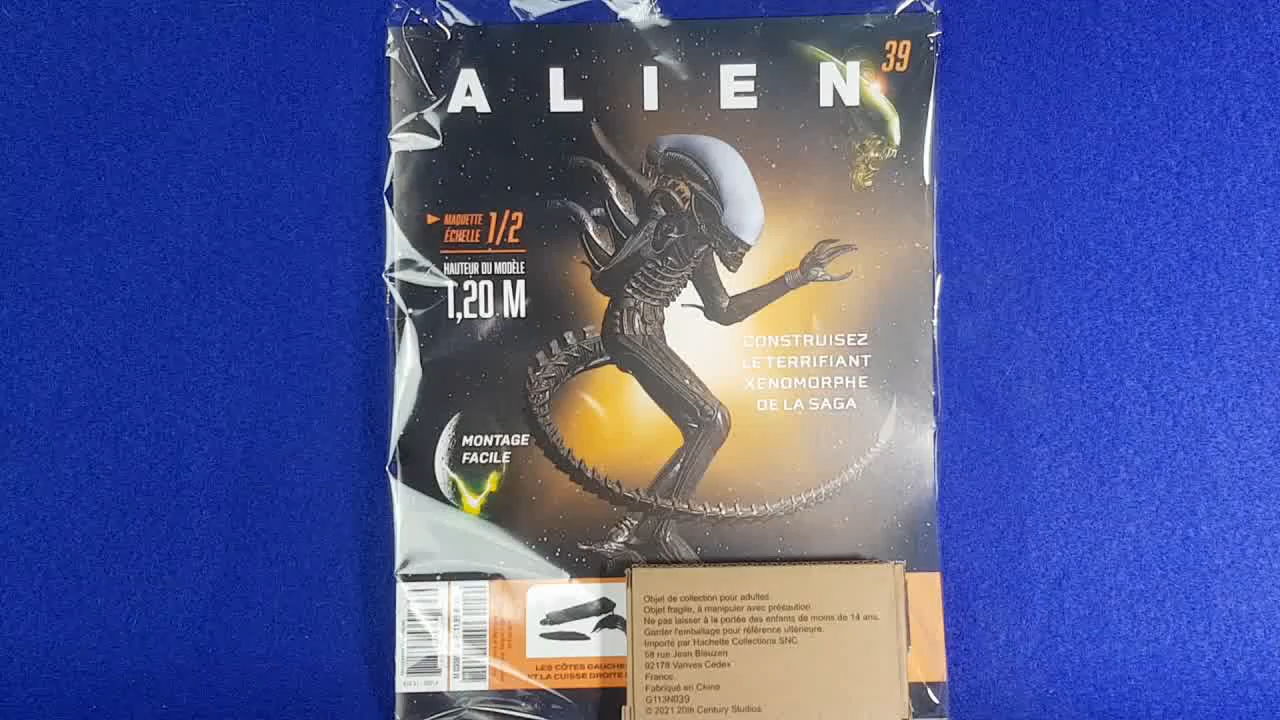 39
ALIEN
MAQUETTE
ÉCHELLE 1/2
HAUTEUR DU MODÈLE
1,20 M
CONSTRUISEZ
LE TERRIFIANT
XENOMORPHE
DE LA SAGA
MONTAGE
FACILE
LES CÔTES GAUCHE
ET LA CUISSE DROITE
Objet de collection pour adultes.
Objet fragile, à manipuler avec précaution.
Ne pas laisser à la portée des enfants de moins de 14 ans.
Garder l'emballage pour référence ultérieure.
Importé par Hachette Collections SNC
58 rue Jean Bleuzen
92178 Vanves Cédex
France.
Fabriqué en Chine
G113N039
© 2021 20th Century Studios.